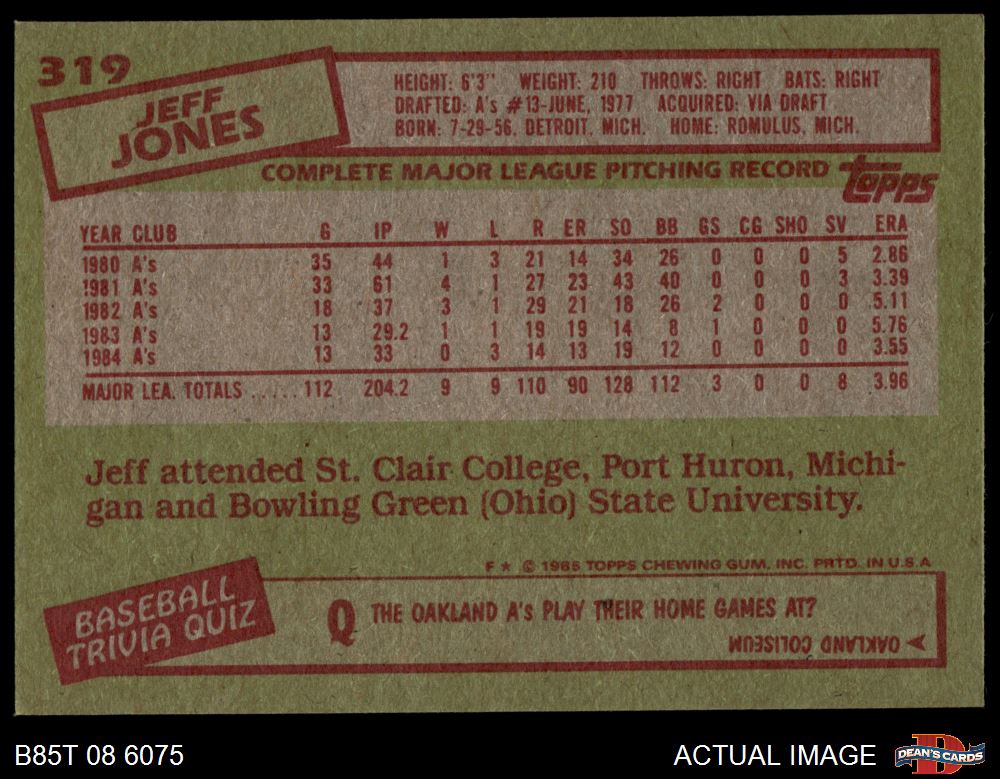 319
JEFF
JONES
HEIGHT: 6'3" WEIGHT: 210 THROWS: RIGHT BATS: RIGHT
DRAFTED: A's #13-JUNE, 1977 ACQUIRED: VIA DRAFT
BORN: 7-29-56, DETROIT, MICH. HOME: ROMULUS, MICH.
COMPLETE MAJOR LEAGUE PITCHING RECORD topps
YEAR CLUB G IP W L R ER SO BB GS CG SHO SV ERA
1980 A's 35 44 1 3 21 14 34 26 0 0 0 5 2.86
1981 A's 33 61 4 1 27 23 43 40 0 0 0 3 3.39
1982 A's 18 37 3 1 29 21 18 26 2 0 0 0 5.11
1983 A's 13 29.2 1 1 19 19 14 8 1 0 0 0 5.76
1984 A's 13 33 0 3 14 13 19 12 0 0 0 0 3.55
MAJOR LEA. TOTALS ..... 112 204.2 9 9 110 90 128 112 3 0 0 8 3.96
Jeff attended St. Clair College, Port Huron, Michi-
gan and Bowling Green (Ohio) State University.
F ★ © 1985 TOPPS CHEWING GUM, INC. PRTD. IN U.S.A
BASEBALL
TRIVIA QUIZ
Q THE OAKLAND A's PLAY THEIR HOME GAMES AT?
OAKLAND COLISEUM
B85T 08 6075
ACTUAL IMAGE
DEAN'S CARDS